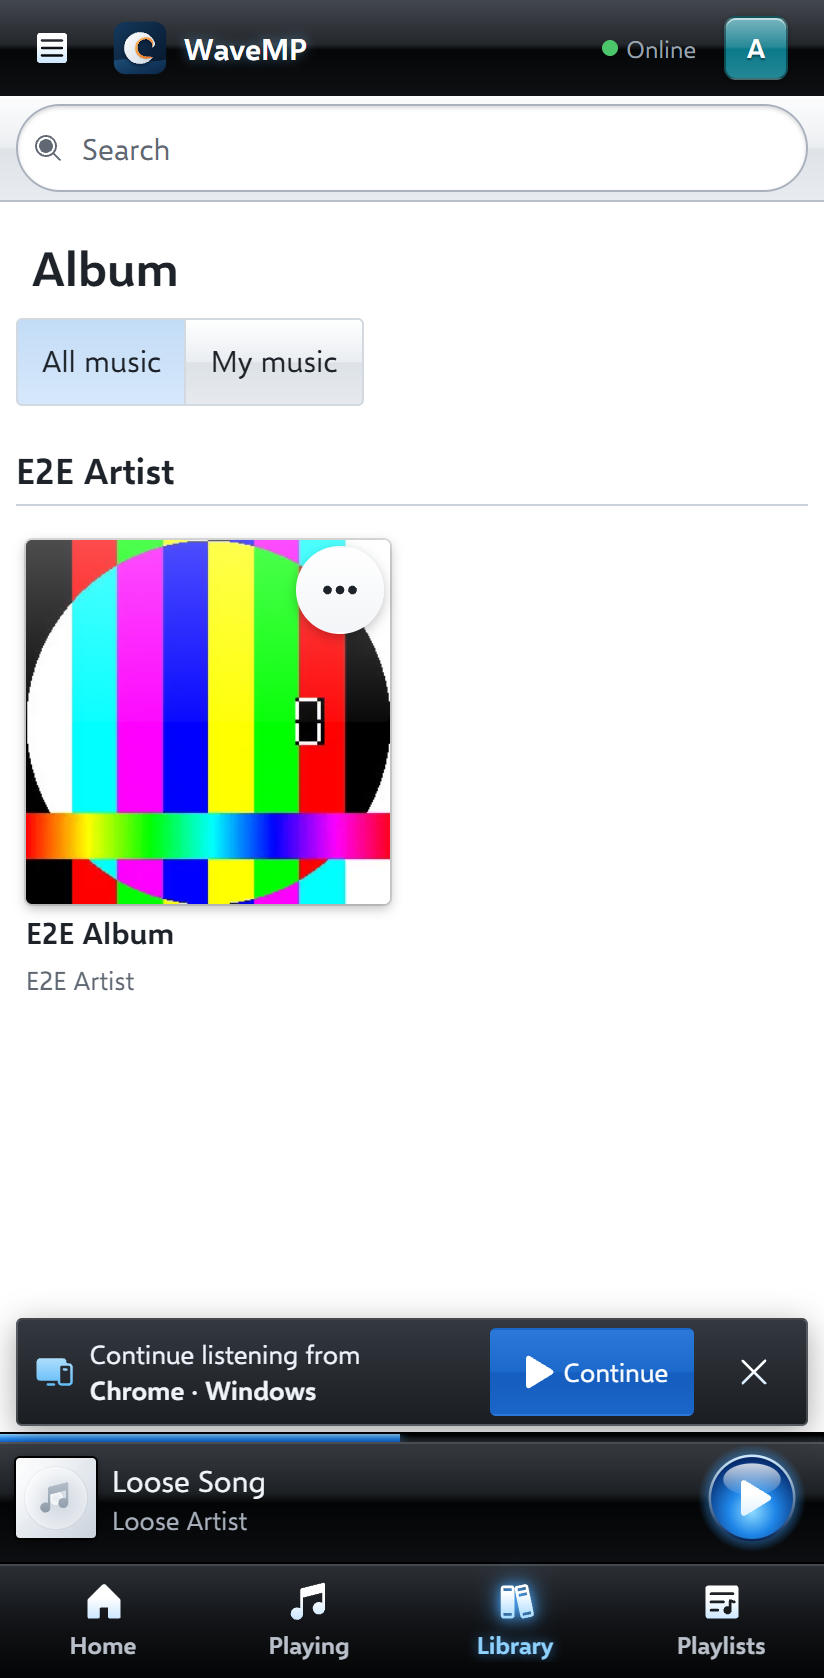 WaveMP
Online
A
Search
Album
All music
My music
E2E Artist
E2E Album
E2E Artist
Continue listening from
Chrome · Windows
Continue
Loose Song
Loose Artist
Home
Playing
Library
Playlists